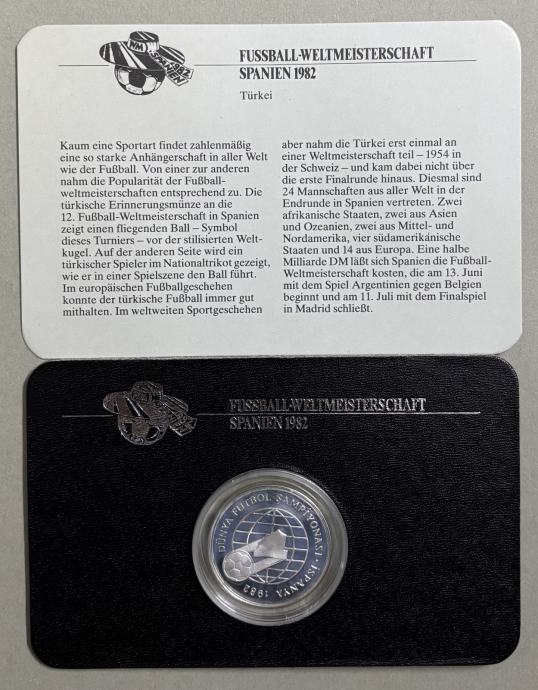 WM
SPANIEN 1982
FUSSBALL-WELTMEISTERSCHAFT
SPANIEN 1982
Türkei
Kaum eine Sportart findet zahlenmäßig
eine so starke Anhängerschaft in aller Welt
wie der Fußball. Von einer zur anderen
nahm die Popularität der Fußball-
weltmeisterschaften entsprechend zu. Die
türkische Erinnerungsmünze an die
12. Fußball-Weltmeisterschaft in Spanien
zeigt einen fliegenden Ball – Symbol
dieses Turniers – vor der stilisierten Welt-
kugel. Auf der anderen Seite wird ein
türkischer Spieler im Nationaltrikot gezeigt,
wie er in einer Spielszene den Ball führt.
Im europäischen Fußballgeschehen
konnte der türkische Fußball immer gut
mithalten. Im weltweiten Sportgeschehen
aber nahm die Türkei erst einmal an
einer Weltmeisterschaft teil – 1954 in
der Schweiz – und kam dabei nicht über
die erste Finalrunde hinaus. Diesmal sind
24 Mannschaften aus aller Welt in der
Endrunde in Spanien vertreten. Zwei
afrikanische Staaten, zwei aus Asien
und Ozeanien, zwei aus Mittel- und
Nordamerika, vier südamerikänische
Staaten und 14 aus Europa. Eine halbe
Milliarde DM läßt sich Spanien die Fußball-
Weltmeisterschaft kosten, die am 13. Juni
mit dem Spiel Argentinien gegen Belgien
beginnt und am 11. Juli mit dem Finalspiel
in Madrid schließt.
FUSSBALL-WELTMEISTERSCHAFT
SPANIEN 1982
DÜNYA FUTBOL ŞAMPİYONASI · İSPANYA 1982